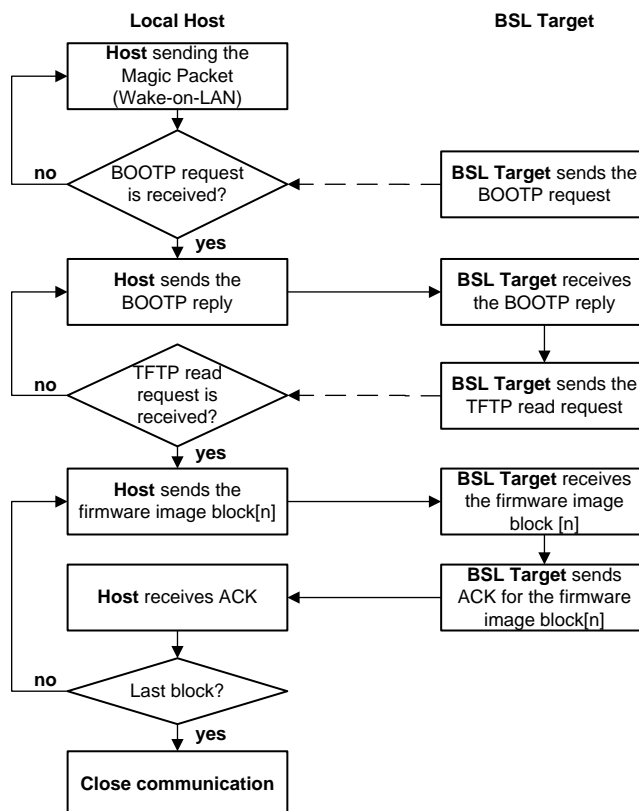 Local Host
BSL Target
Host sending the
Magic Packet
(Wake-on-LAN)
no
BOOTP request
is received?
BSL Target sends the
BOOTP request
yes
Host sends the
BOOTP reply
BSL Target receives
the BOOTP reply
no
TFTP read
request is
received?
BSL Target sends the
TFTP read request
yes
Host sends the
firmware image block[n]
BSL Target receives
the firmware image
block [n]
Host receives ACK
BSL Target sends
ACK for the firmware
image block[n]
no
Last block?
yes
Close communication